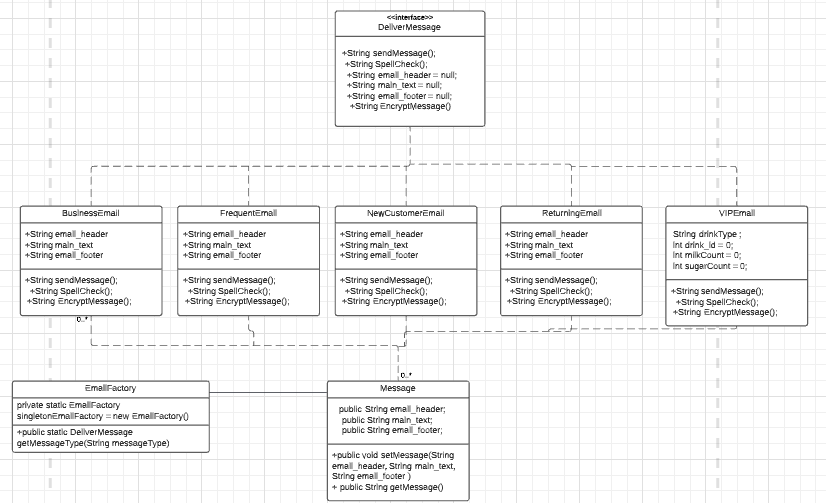 <<interface>>
DeliverMessage
+String sendMessage();
+String SpellCheck();
+String email_header = null;
+String main_text = null;
+String email_footer = null;
+String EncryptMessage()
BusinessEmail
+String email_header
+String main_text
+String email_footer
+String sendMessage();
+String SpellCheck();
+String EncryptMessage();
0..*
FrequentEmail
+String email_header
+String main_text
+String email_footer
+String sendMessage();
+String SpellCheck();
+String EncryptMessage();
NewCustomerEmail
+String email_header
+String main_text
+String email_footer
+String sendMessage();
+String SpellCheck();
+String EncryptMessage();
ReturningEmail
+String email_header
+String main_text
+String email_footer
+String sendMessage();
+String SpellCheck();
+String EncryptMessage();
VIPEmail
String drinkType ;
int drink_id = 0;
int milkCount = 0;
int sugarCount = 0;
+String sendMessage();
+String SpellCheck();
+String EncryptMessage();
EmailFactory
private static EmailFactory
singletonEmailFactory = new EmailFactory()
+public static DeliverMessage
getMessageType(String messageType)
0..*
Message
public String email_header;
public String main_text;
public String email_footer;
+public void setMessage(String
email_header, String main_text,
String email_footer )
+ public String getMessage()